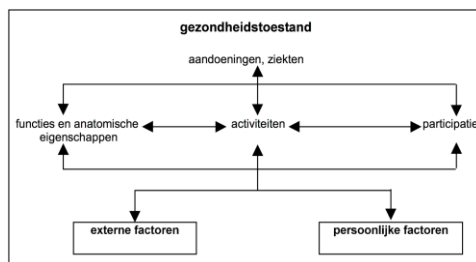 gezondheidstoestand
aandoeningen, ziekten
functies en anatomische
eigenschappen
activiteiten
participatie
externe factoren
persoonlijke factoren